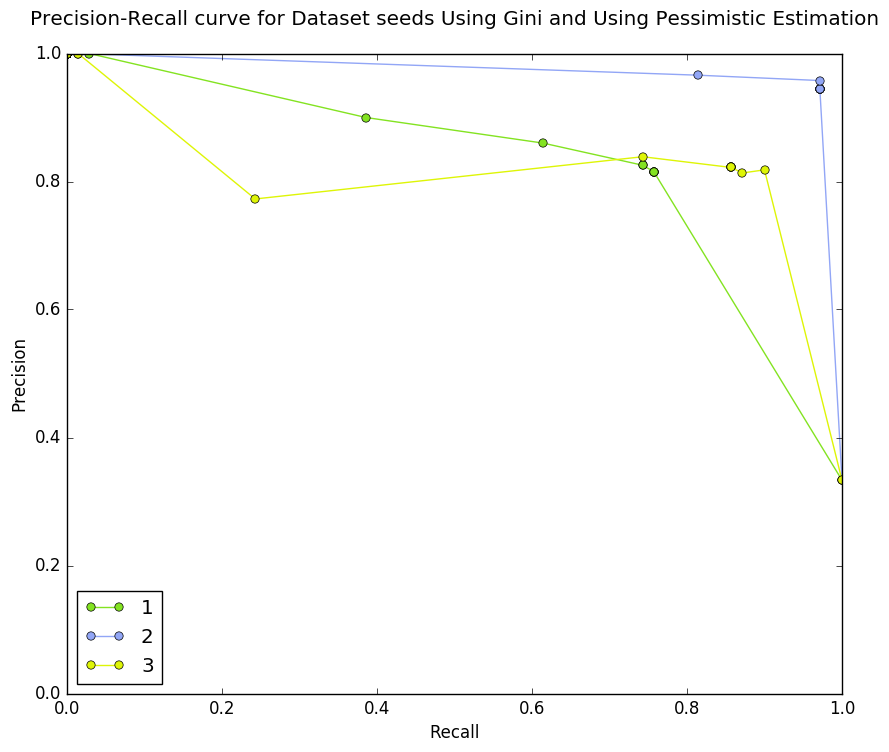 Precision-Recall curve for Dataset seeds Using Gini and Using Pessimistic Estimation
1.0
0.8
0.6
0.4
0.2
0.0
Precision
1
2
3
0.0 0.2 0.4 0.6 0.8 1.0
Recall